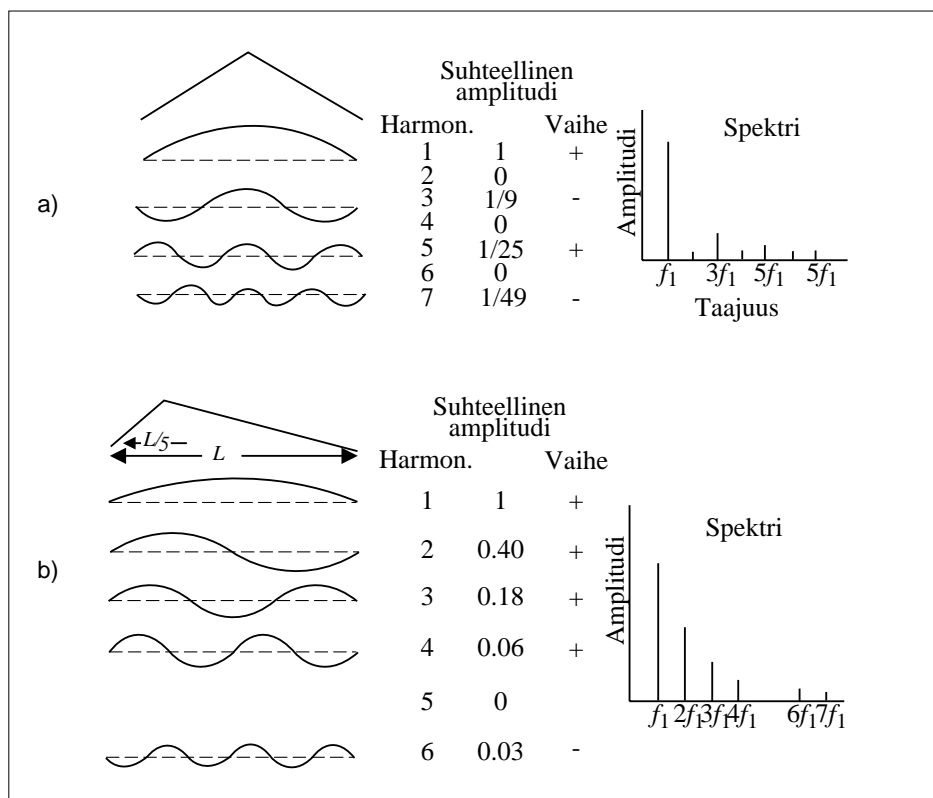 a)
Suhteellinen
amplitudi
Harmon. Vaihe
1 1 +
2 0
3 1/9 -
4 0
5 1/25 +
6 0
7 1/49 -
Amplitudi
Spektri
f1 3f1 5f1 5f1
Taajuus
b)
L/5
L
Suhteellinen
amplitudi
Harmon. Vaihe
1 1 +
2 0.40 +
3 0.18 +
4 0.06 +
5 0
6 0.03 -
Amplitudi
Spektri
f1 2f1 3f1 4f1 6f1 7f1